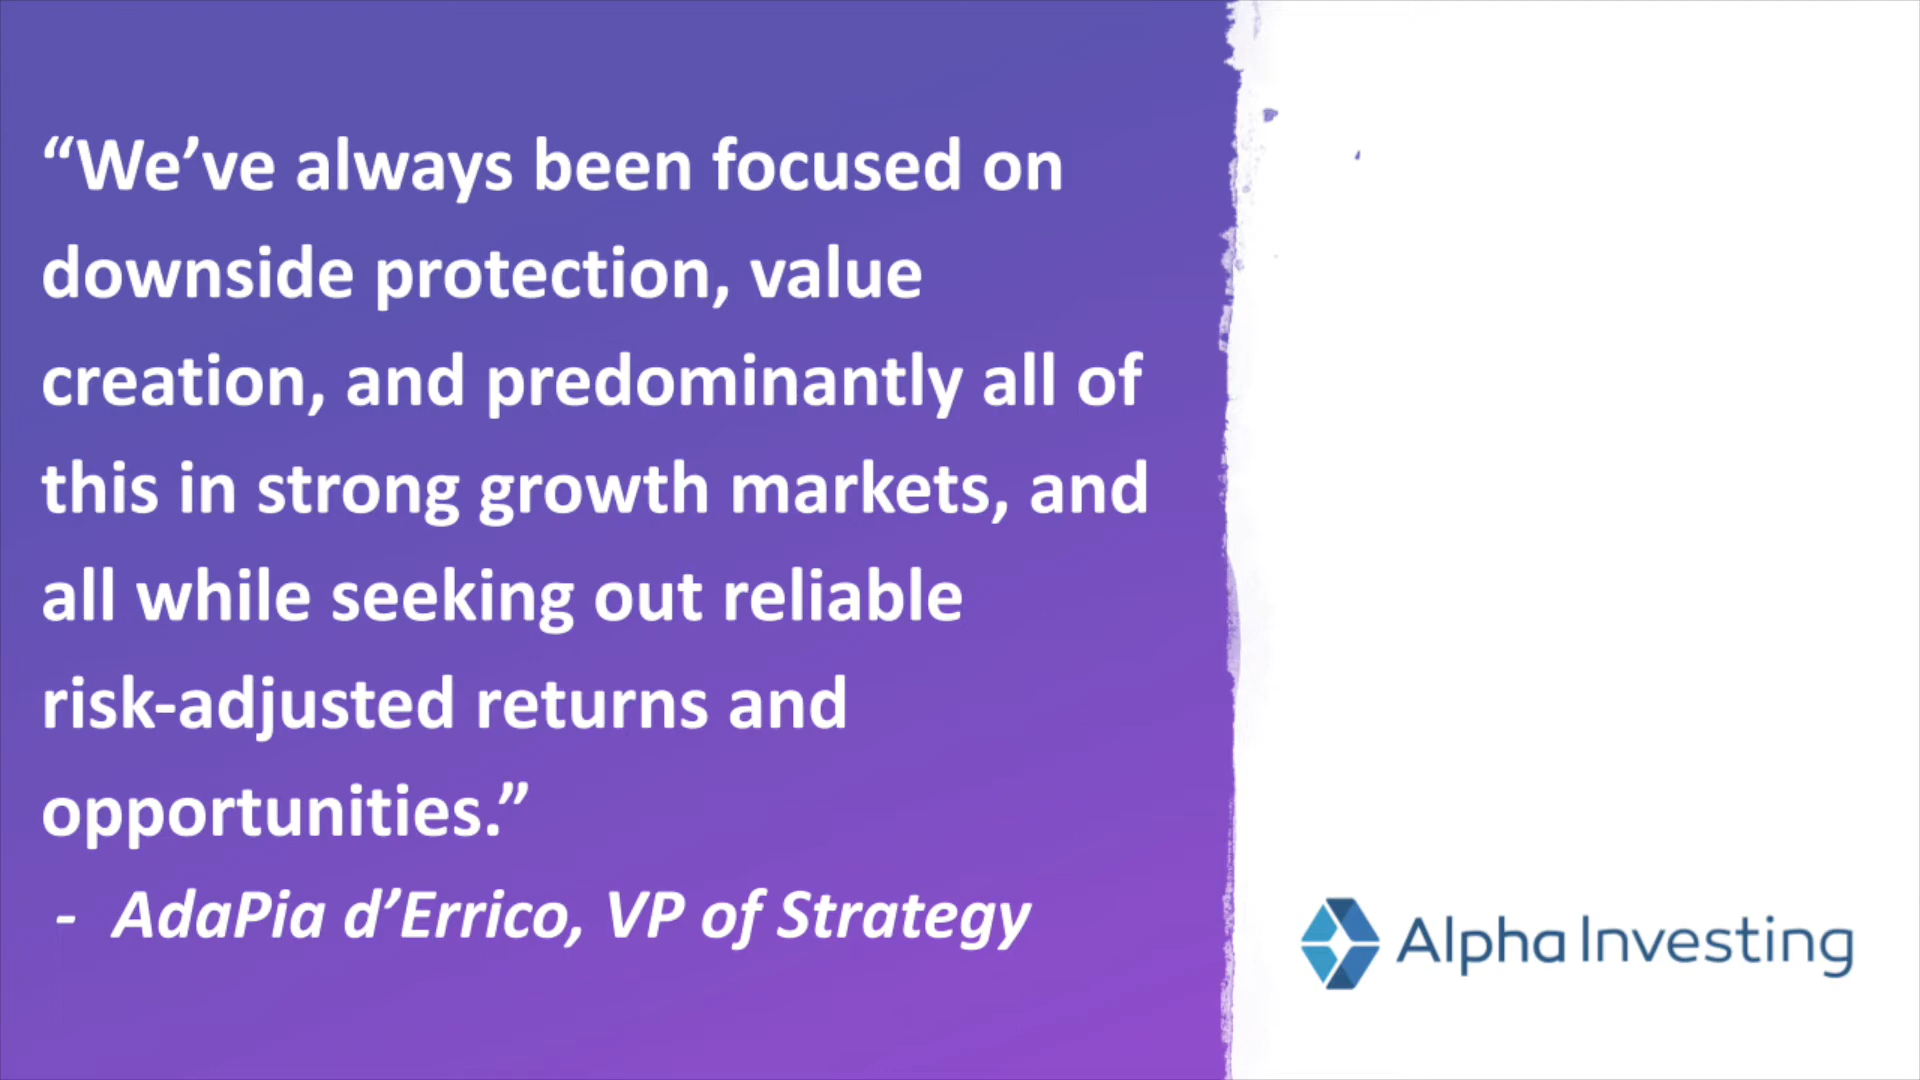 “We’ve always been focused on
downside protection, value
creation, and predominantly all of
this in strong growth markets, and
all while seeking out reliable
risk-adjusted returns and
opportunities.”
- AdaPia d’Errico, VP of Strategy
Alpha Investing